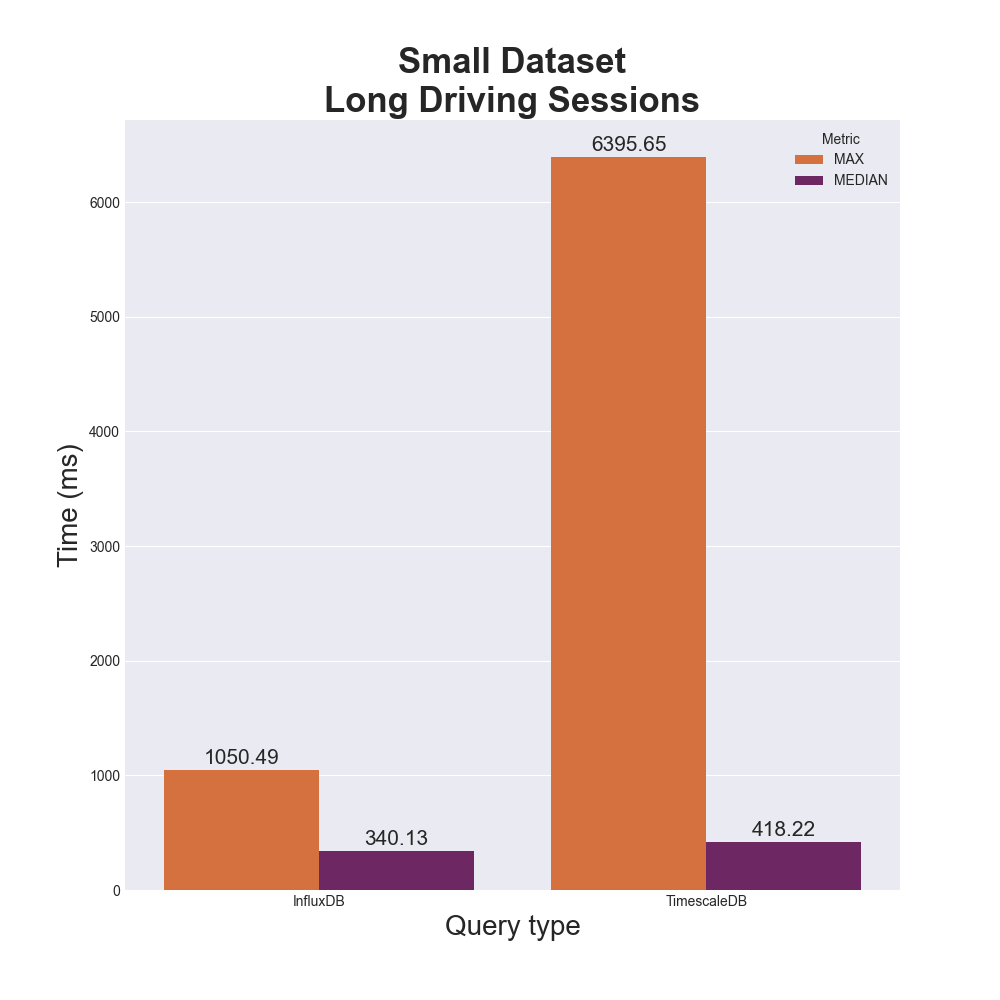 Small Dataset
Long Driving Sessions
Metric
MAX
MEDIAN
6395.65
1050.49
340.13
418.22
Time (ms)
6000
5000
4000
3000
2000
1000
0
InfluxDB
TimescaleDB
Query type